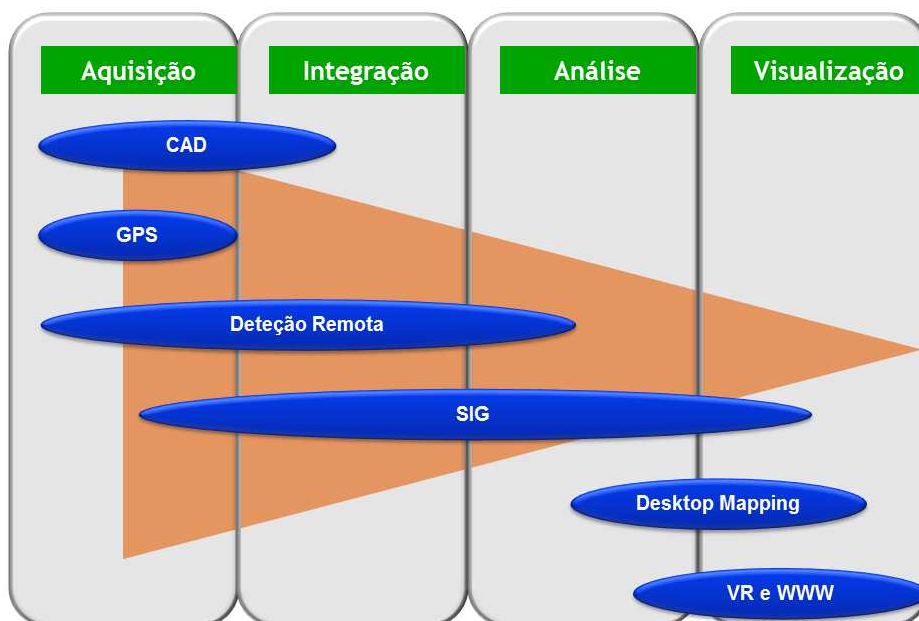 Aquisição
Integração
Análise
Visualização
CAD
GPS
Deteção Remota
SIG
Desktop Mapping
VR e WWW